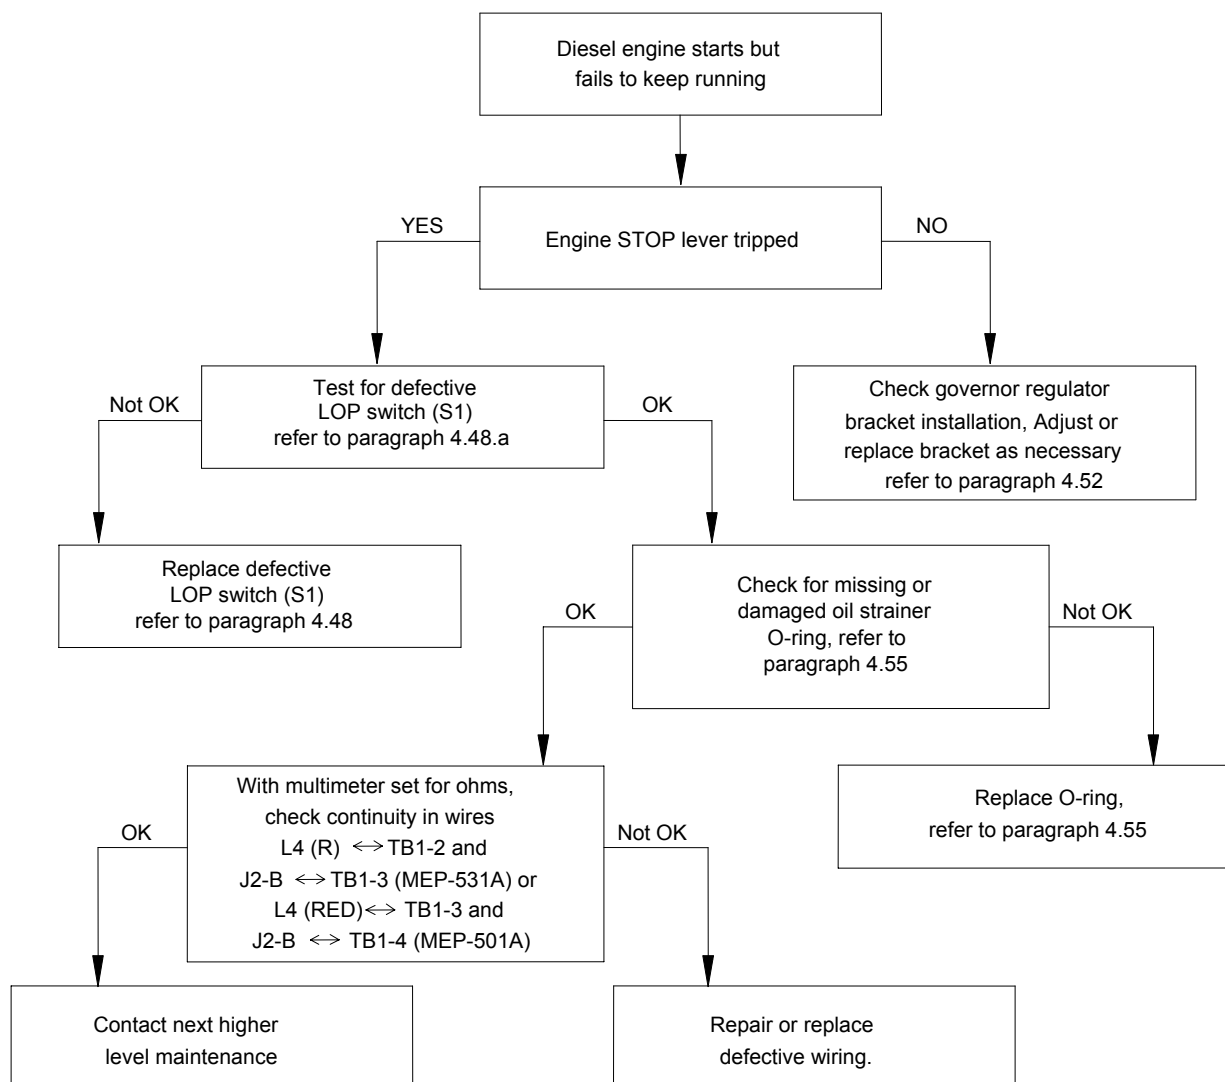 Diesel engine starts but
fails to keep running
YES
Engine STOP lever tripped
NO
Not OK
Test for defective
LOP switch (S1)
refer to paragraph 4.48.a
OK
Check governor regulator
bracket installation, Adjust or
replace bracket as necessary
refer to paragraph 4.52
Replace defective
LOP switch (S1)
refer to paragraph 4.48
OK
Check for missing or
damaged oil strainer
O-ring, refer to
paragraph 4.55
Not OK
OK
With multimeter set for ohms,
check continuity in wires
L4 (R) ↔ TB1-2 and
J2-B ↔ TB1-3 (MEP-531A) or
L4 (RED) ↔ TB1-3 and
J2-B ↔ TB1-4 (MEP-501A)
Not OK
Replace O-ring,
refer to paragraph 4.55
Contact next higher
level maintenance
Repair or replace
defective wiring.